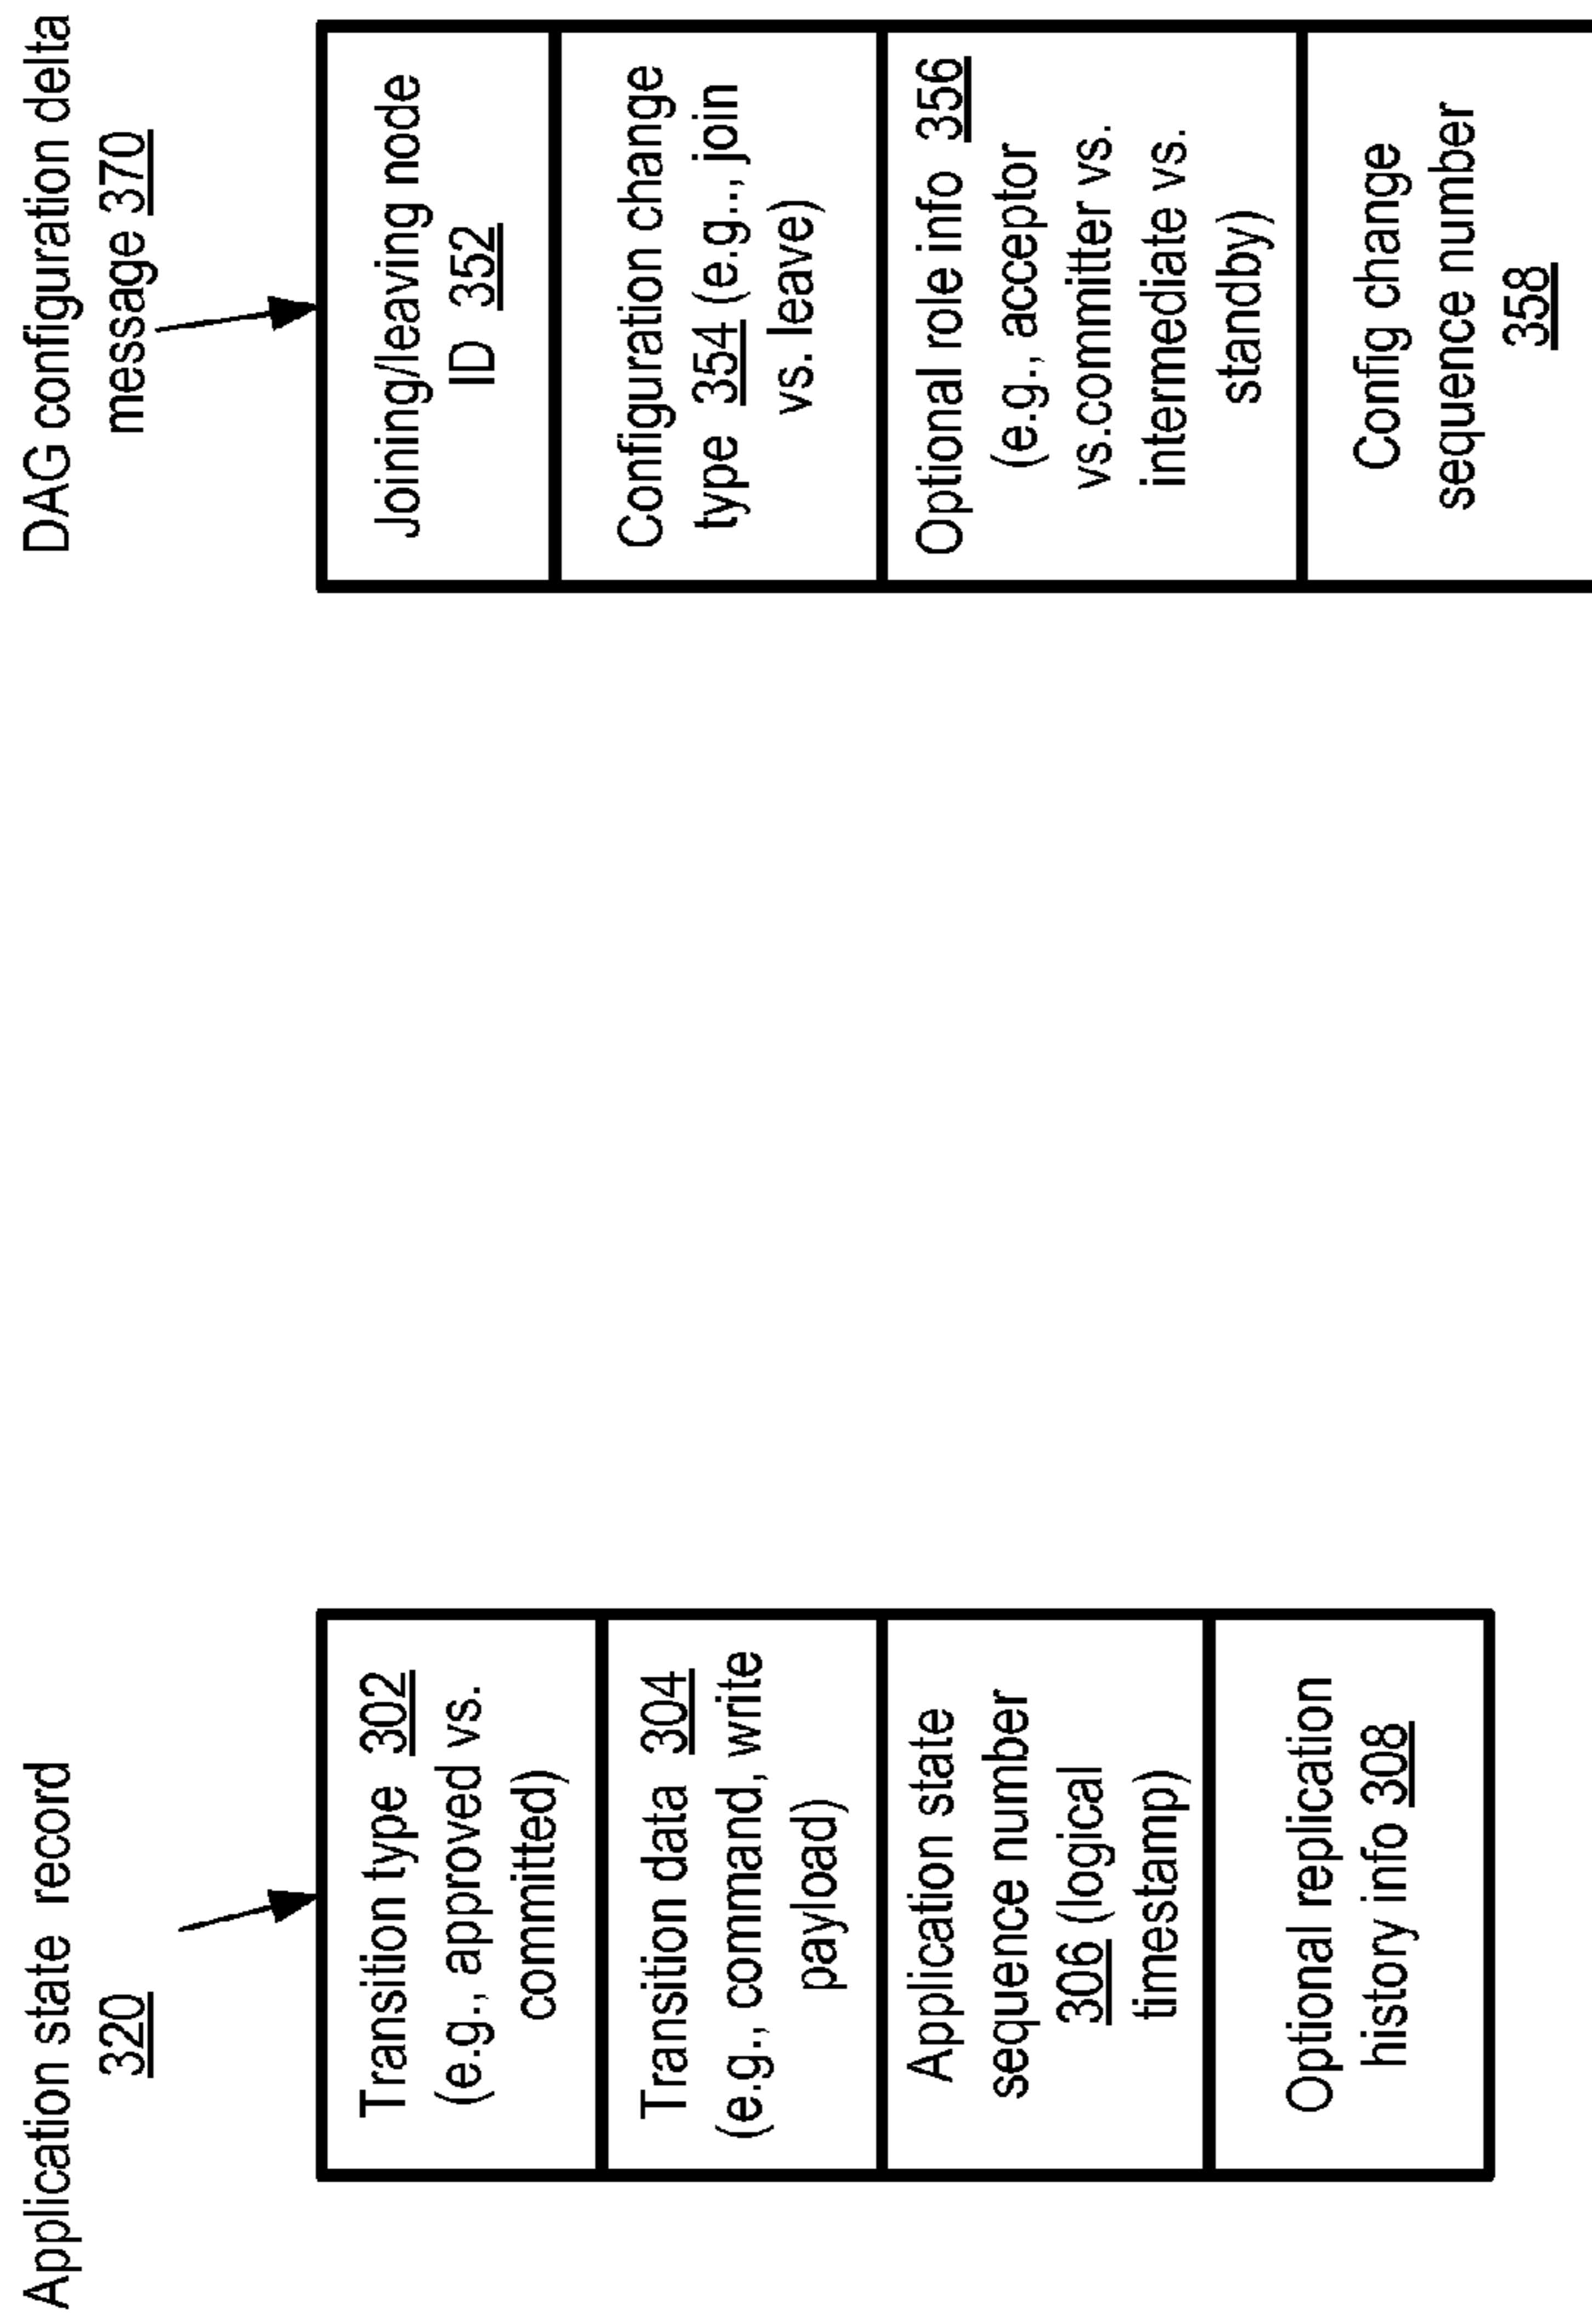 Application state record
320
Transition type 302
(e.g., approved vs.
committed)
Transition data 304
(e.g., command, write
payload)
Application state
sequence number
306 (logical
timestamp)
Optional replication
history info 308
DAG configuration delta
message 370
Joining/leaving node
ID 352
Configuration change
type 354 (e.g.., join
vs. leave)
Optional role info 356
(e.g., acceptor
vs.committer vs.
intermediate vs.
standby)
Config change
sequence number
358